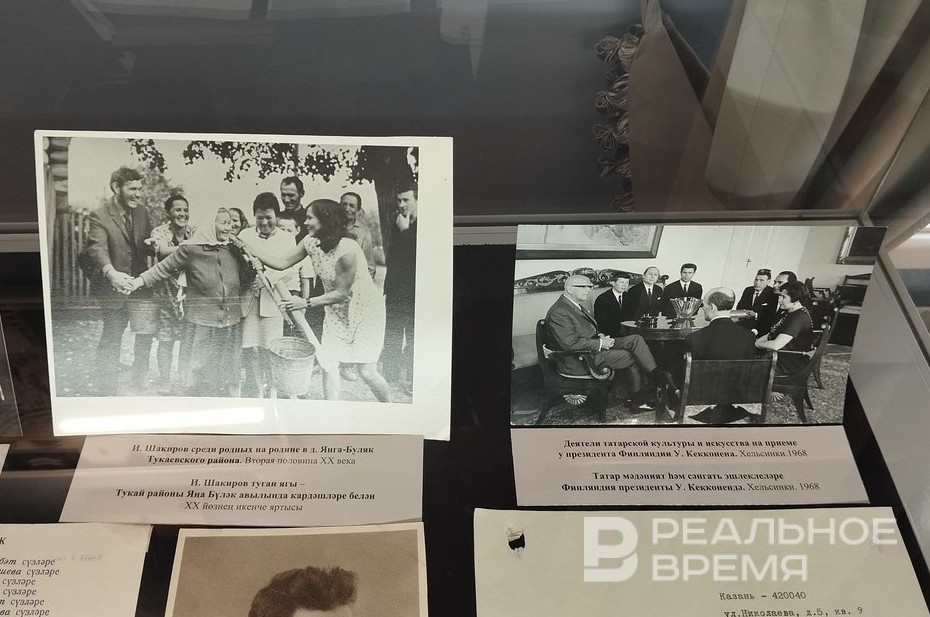 И. Шакиров среди родных на родине в д. Янга-Буляк
Тукаевского района. Вторая половина XX века
И. Шакиров туган ягы –
Тукай районы Яңа Бүләк авылында кардәшләре белән
XX йөзнең икенче яртысы
Деятели татарской культуры и искусства на приеме
у президента Финляндии У. Кекконена. Хельсинки.1968
Татар мәдәният һәм сәнгать эшлеклеләре
Финляндия президенты У. Кекконендә. Хельсинки. 1968
сүзләре
сүзләре
сүзләре
сүзләре
сүзләре
сүзләре
РЕАЛЬНОЕ
ВРЕМЯ
Казань - 420040
ул.Николаева, д.5, кв. 9